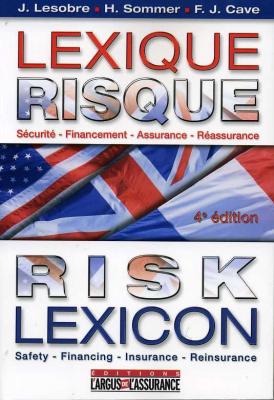 J. Lesobre • H. Sommer • F. J. Cave
LEXIQUE
RISQUE
Sécurité - Financement - Assurance - Réassurance
4e édition
RISK
LEXICON
Safety - Financing - Insurance - Reinsurance
ÉDITIONS
L'ARGUS DE L'ASSURANCE